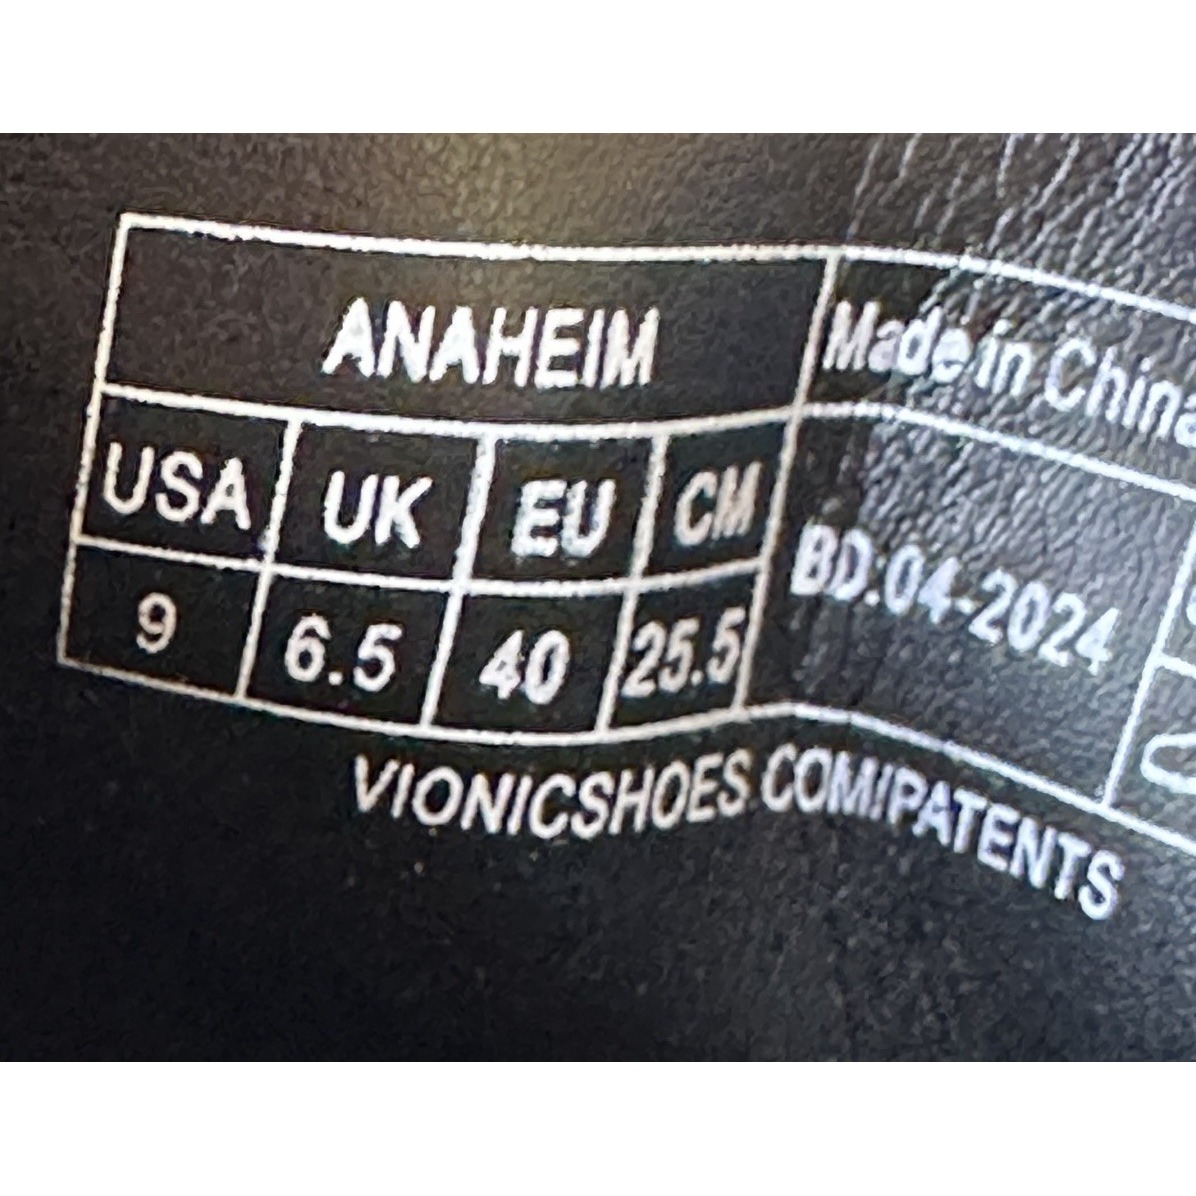 ANAHEIM Made in China
USA UK EU CM BD.04-2024
9 6.5 40 25.5
VIONICSHOES.COM/PATENTS